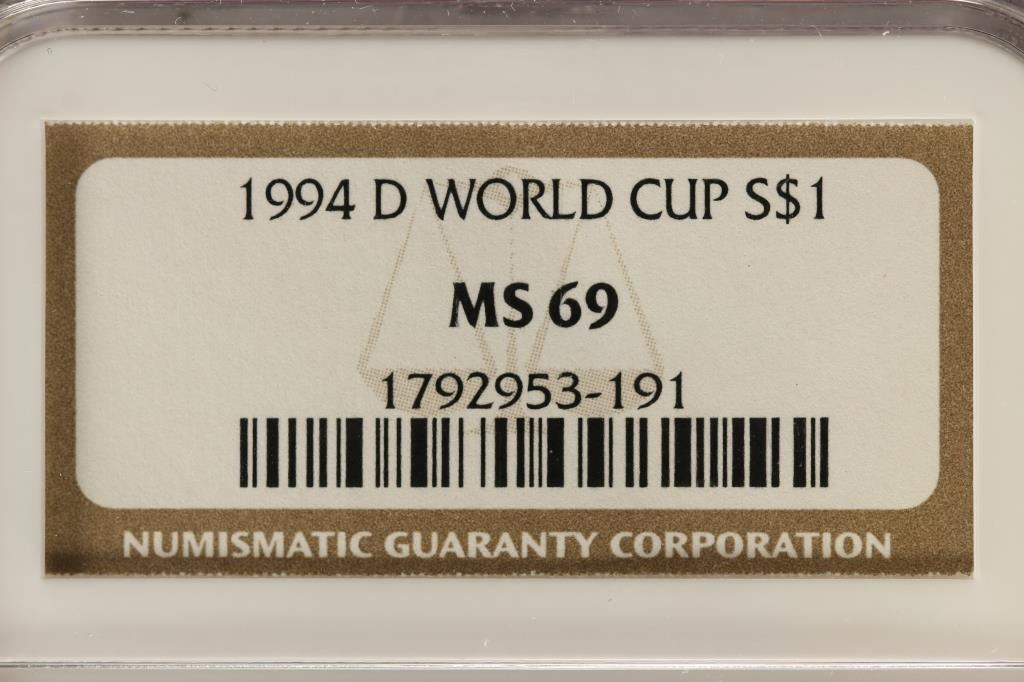 1994 D WORLD CUP S$1
MS 69
1792953-191
NUMISMATIC GUARANTY CORPORATION